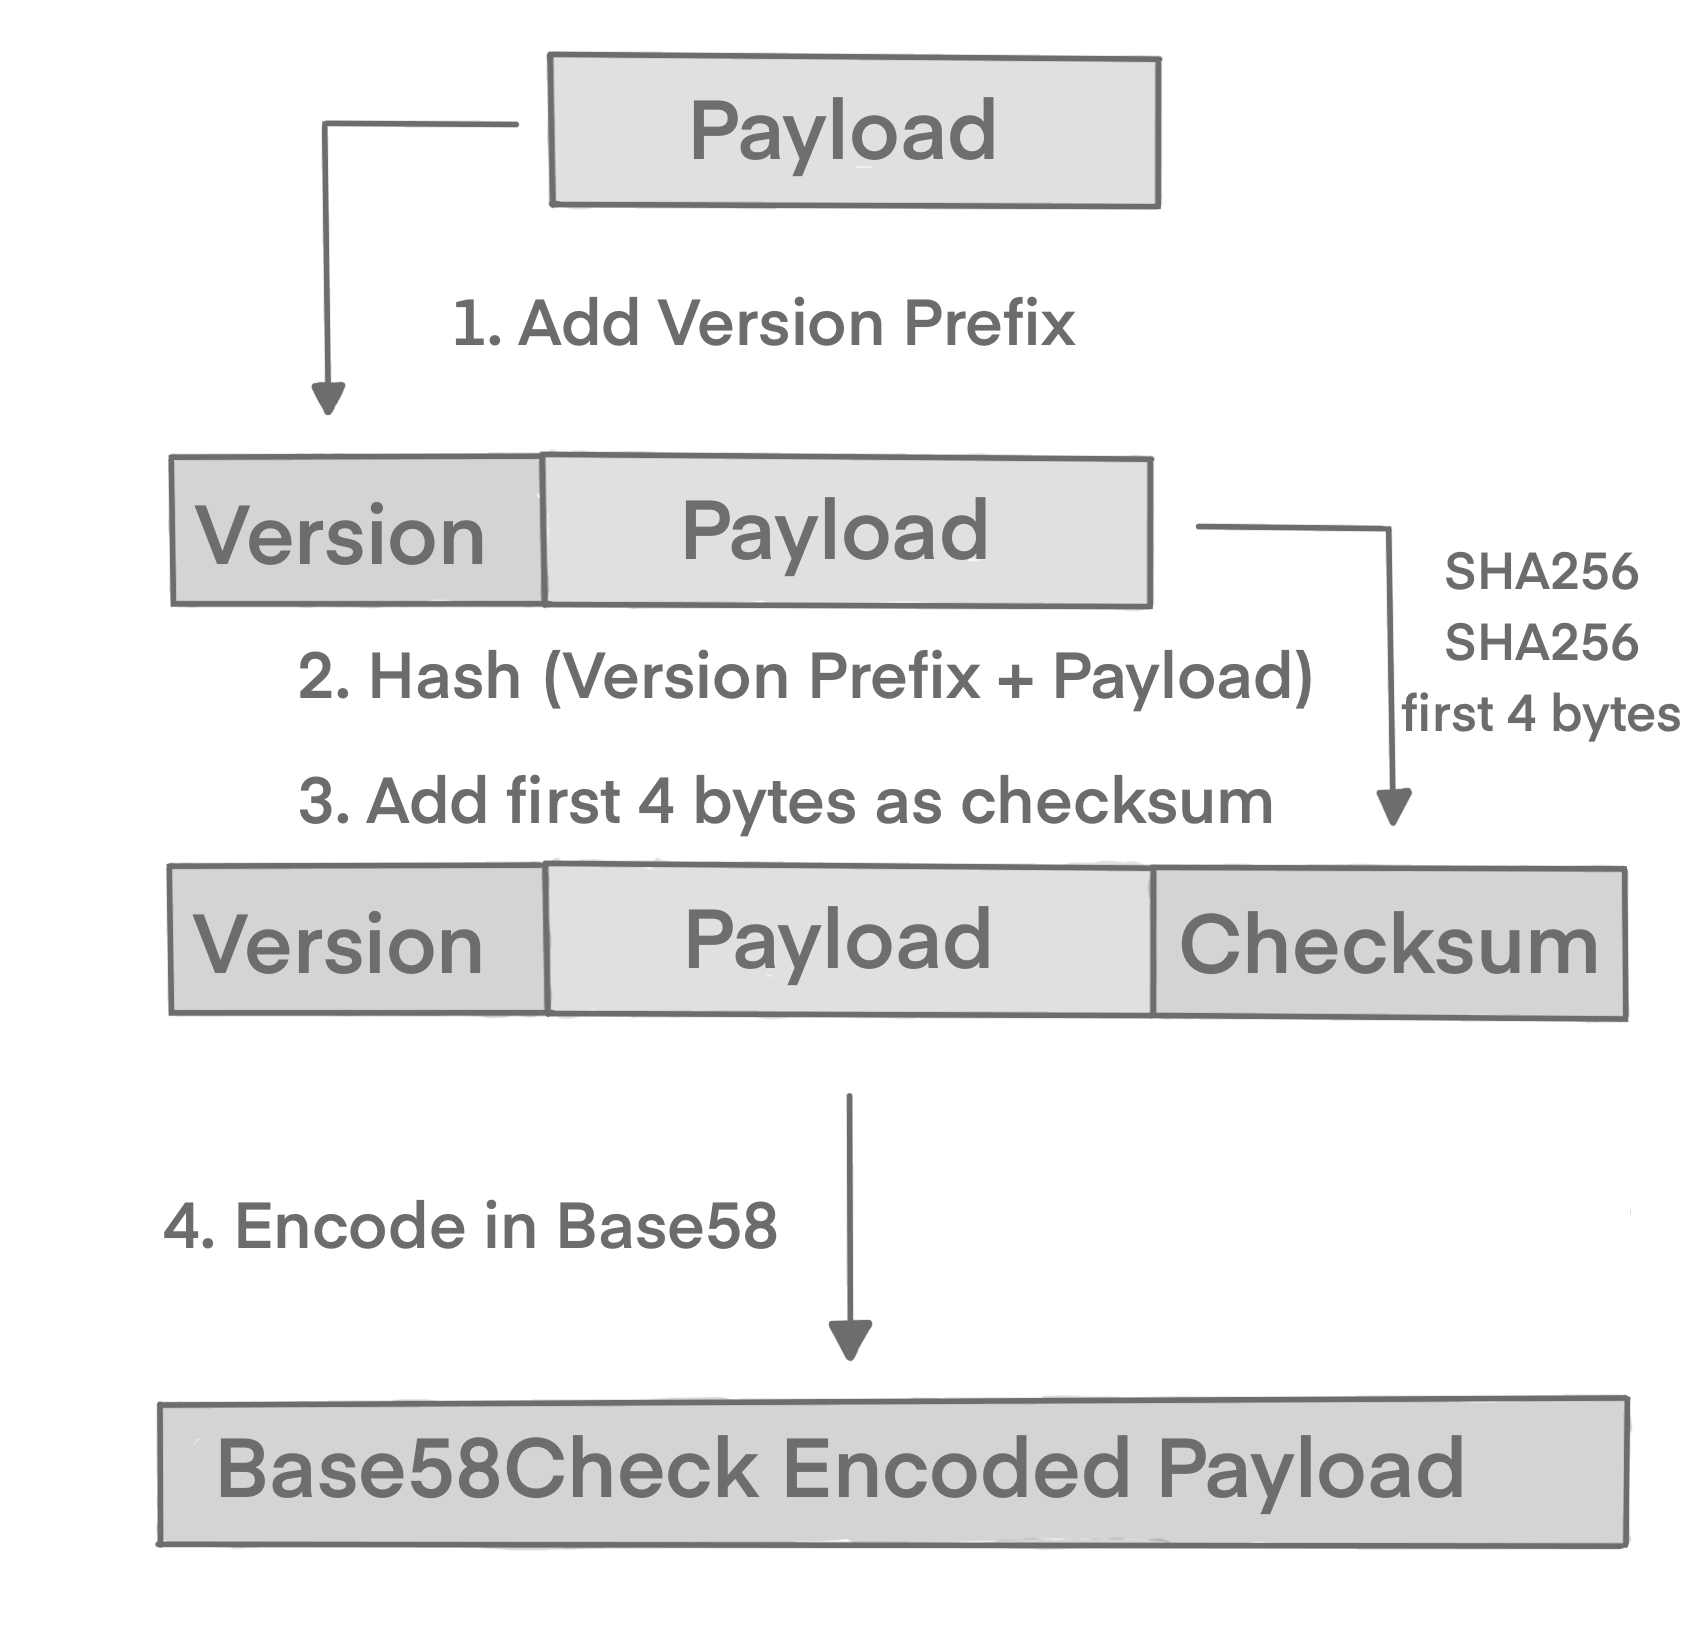 Payload
1. Add Version Prefix
Version
Payload
SHA256
SHA256
first 4 bytes
2. Hash (Version Prefix + Payload)
3. Add first 4 bytes as checksum
Version
Payload
Checksum
4. Encode in Base58
Base58Check Encoded Payload